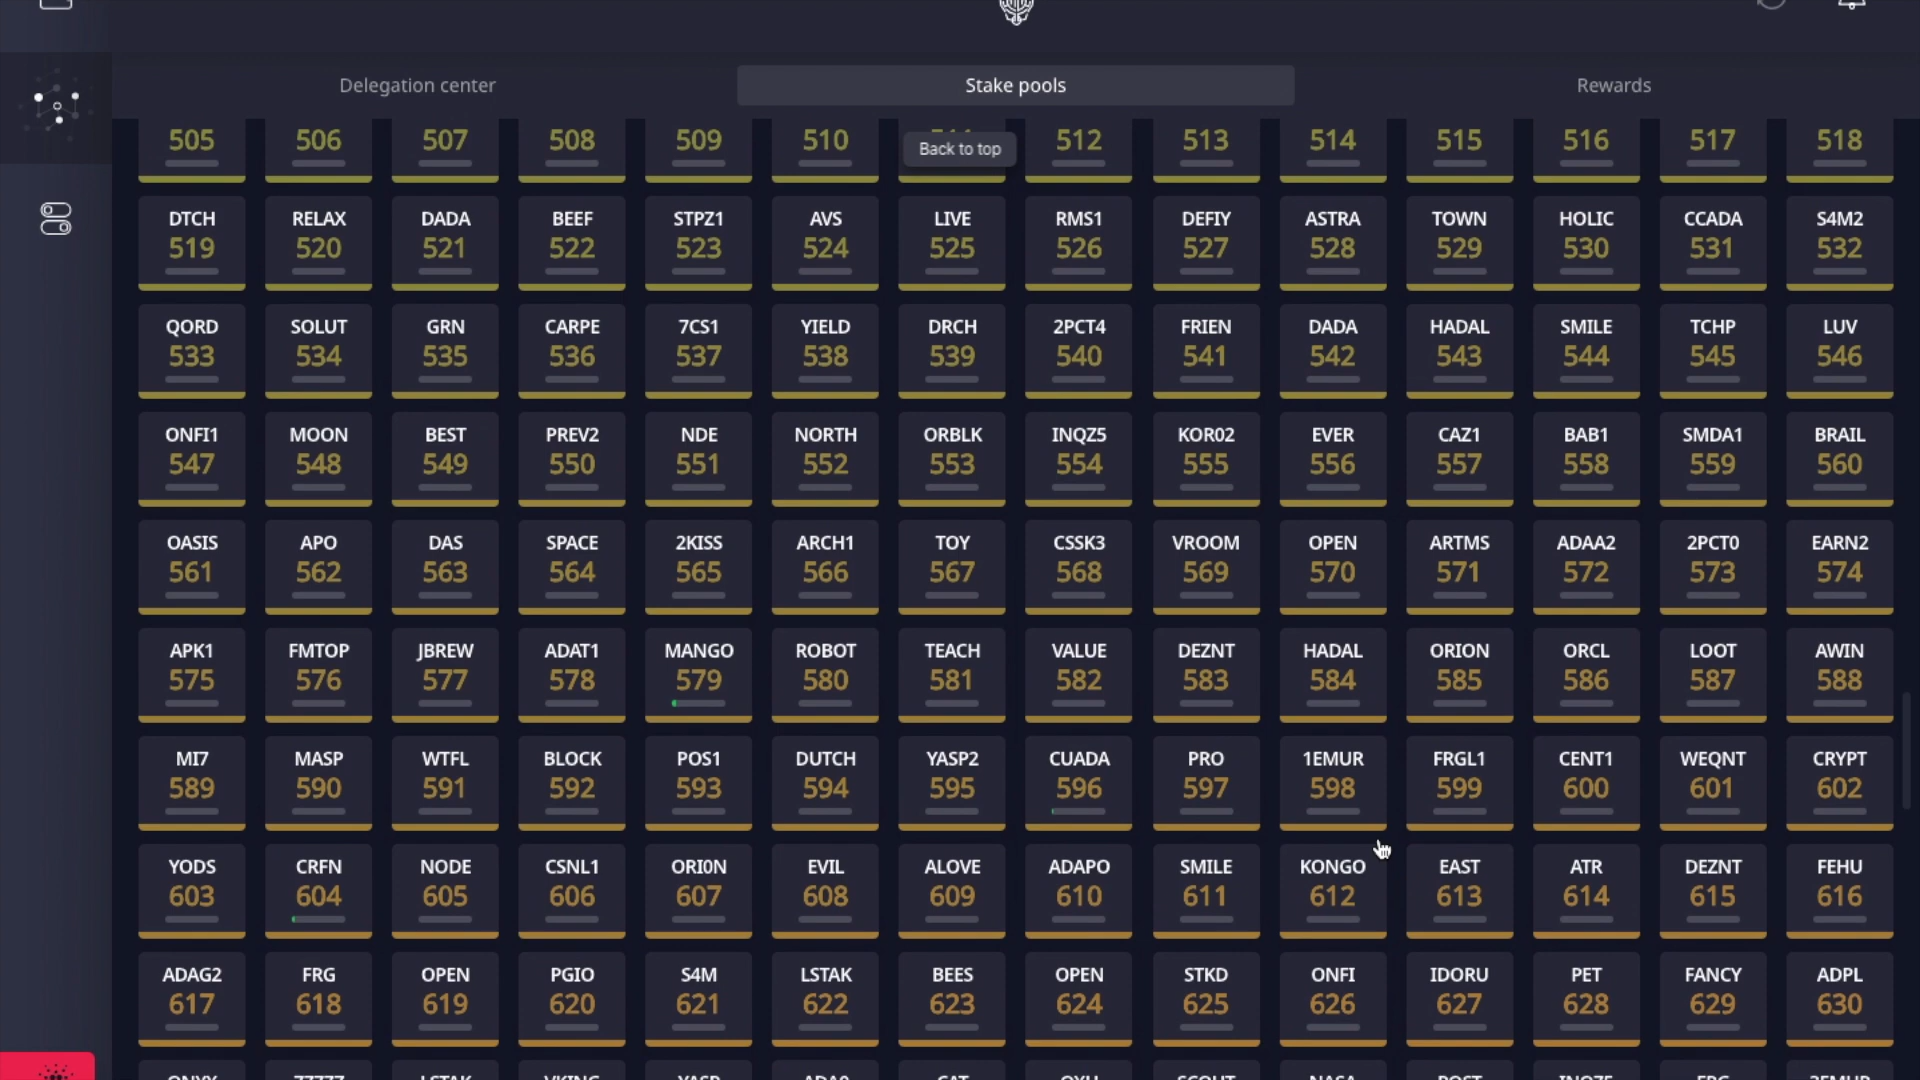 Delegation center Stake pools Rewards
505 506 507 508 509 510 512 513 514 515 516 517 518
Back to top
DTCH RELAX DADA BEEF STPZ1 AVS LIVE RMS1 DEFIY ASTRA TOWN HOLIC CCADA S4M2
519 520 521 522 523 524 525 526 527 528 529 530 531 532
QORD SOLUT GRN CARPE 7CS1 YIELD DRCH 2PCT4 FRIEN DADA HADAL SMILE TCHP LUV
533 534 535 536 537 538 539 540 541 542 543 544 545 546
ONFI1 MOON BEST PREV2 NDE NORTH ORBLK INQZ5 KOR02 EVER CAZ1 BAB1 SMDA1 BRAIL
547 548 549 550 551 552 553 554 555 556 557 558 559 560
OASIS APO DAS SPACE 2KISS ARCH1 TOY CSSK3 VROOM OPEN ARTMS ADAA2 2PCT0 EARN2
561 562 563 564 565 566 567 568 569 570 571 572 573 574
APK1 FMTOP JBREW ADAT1 MANGO ROBOT TEACH VALUE DEZNT HADAL ORION ORCL LOOT AWIN
575 576 577 578 579 580 581 582 583 584 585 586 587 588
MI7 MASP WTFL BLOCK POS1 DUTCH YASP2 CUADA PRO 1EMUR FRGL1 CENT1 WEQNT CRYPT
589 590 591 592 593 594 595 596 597 598 599 600 601 602
YODS CRFN NODE CSNL1 ORI0N EVIL ALOVE ADAPO SMILE KONGO EAST ATR DEZNT FEHU
603 604 605 606 607 608 609 610 611 612 613 614 615 616
ADAG2 FRG OPEN PGIO S4M LSTAK BEES OPEN STKD ONFI IDORU PET FANCY ADPL
617 618 619 620 621 622 623 624 625 626 627 628 629 630